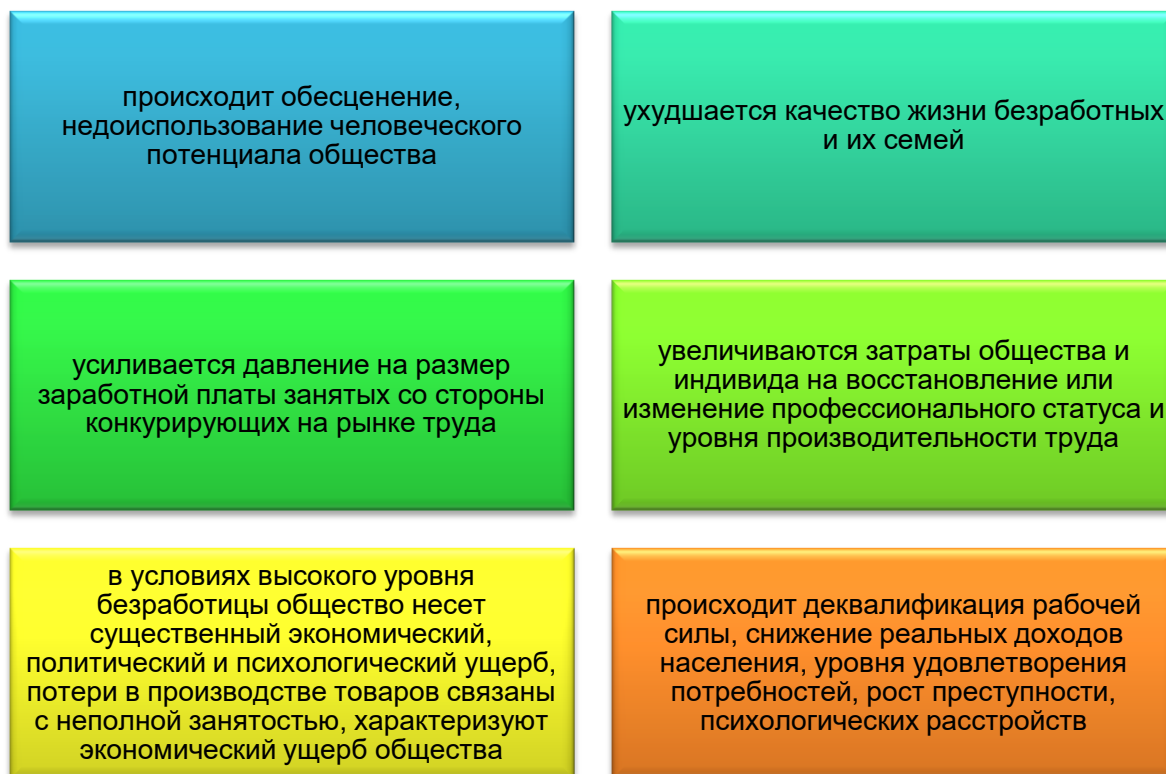 происходит обесценение,
недоиспользование человеческого
потенциала общества
ухудшается качество жизни безработных
и их семей
усиливается давление на размер
заработной платы занятых со стороны
конкурирующих на рынке труда
увеличиваются затраты общества и
индивида на восстановление или
изменение профессионального статуса и
уровня производительности труда
в условиях высокого уровня
безработицы общество несет
существенный экономический,
политический и психологический ущерб,
потери в производстве товаров связаны
с неполной занятостью, характеризуют
экономический ущерб общества
происходит деквалификация рабочей
силы, снижение реальных доходов
населения, уровня удовлетворения
потребностей, рост преступности,
психологических расстройств